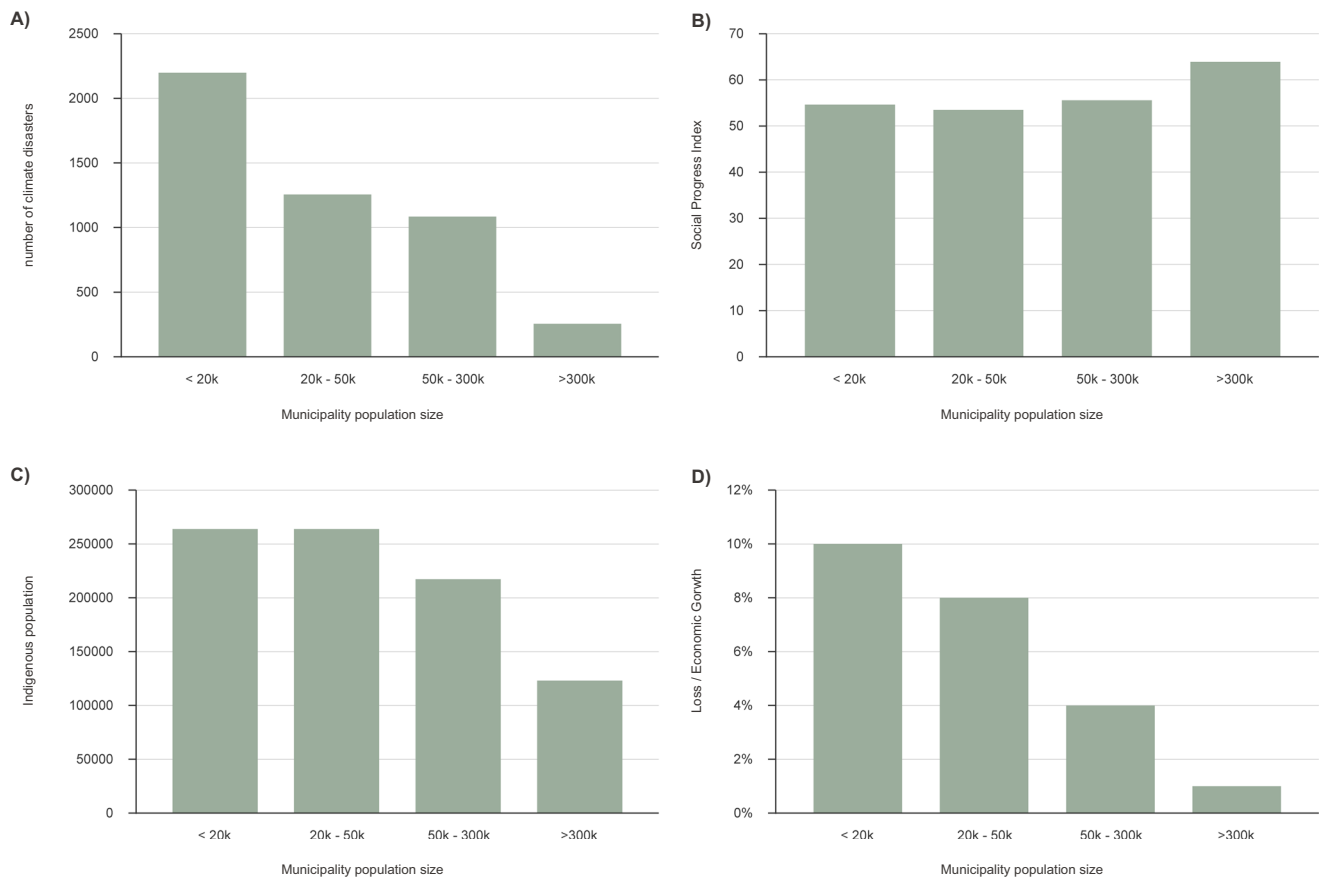 A)
2500
2000
1500
1000
500
0
number of climate disasters
< 20k
20k - 50k
50k - 300k
>300k
Municipality population size
B)
70
60
50
40
30
20
10
0
Social Progress Index
< 20k
20k - 50k
50k - 300k
>300k
Municipality population size
C)
300000
250000
200000
150000
100000
50000
0
Indigenous population
< 20k
20k - 50k
50k - 300k
>300k
Municipality population size
D)
12%
10%
8%
6%
4%
2%
0%
Loss / Economic Gorwth
< 20k
20k - 50k
50k - 300k
>300k
Municipality population size